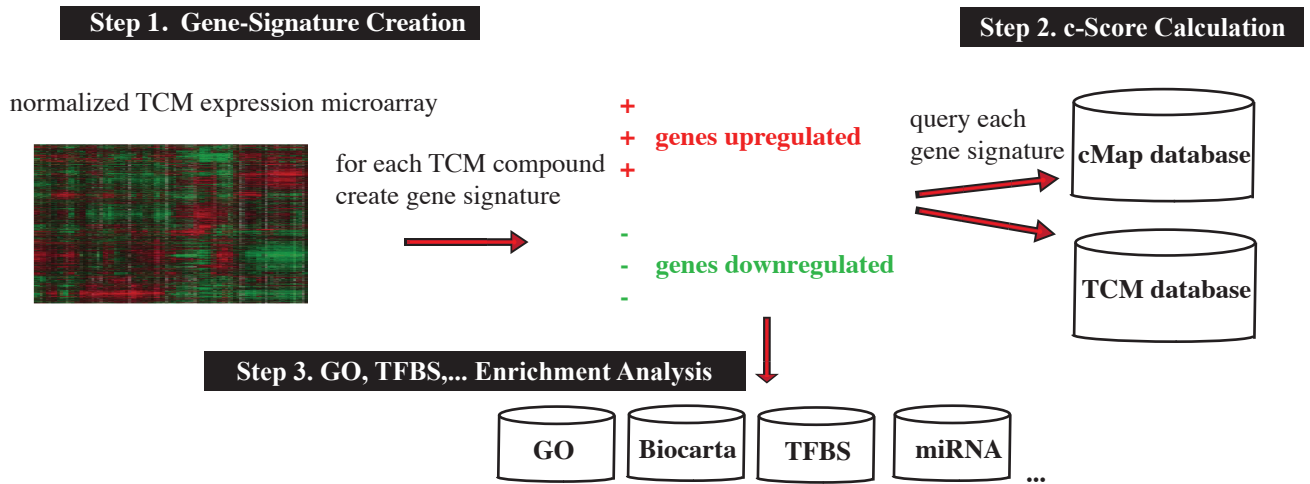 Step 1. Gene-Signature Creation
Step 2. c-Score Calculation
normalized TCM expression microarray
for each TCM compound
create gene signature
+
+ genes upregulated
+
-
- genes downregulated
-
query each
gene signature
cMap database
TCM database
Step 3. GO, TFBS,... Enrichment Analysis
GO
Biocarta
TFBS
miRNA
...